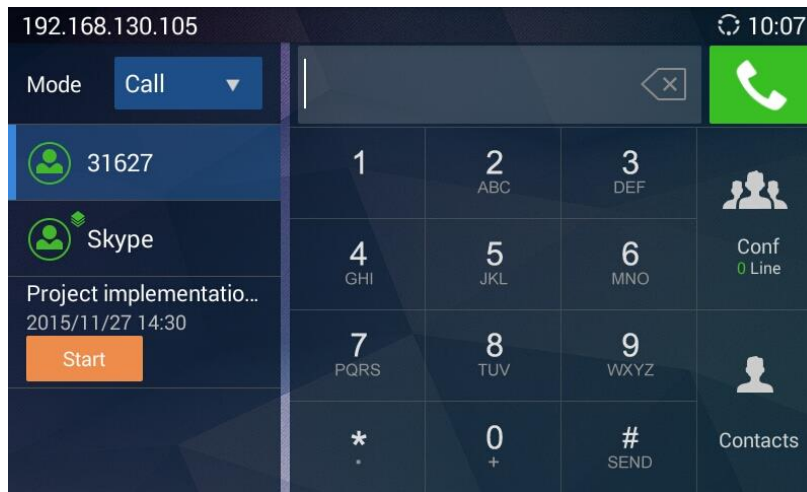 192.168.130.105
10:07
Mode
Call
31627
Skype
Project implementatio...
2015/11/27 14:30
Start
1
2
ABC
3
DEF
4
GHI
5
JKL
6
MNO
7
PQRS
8
TUV
9
WXYZ
*
.
0
+
#
SEND
Conf
0 Line
Contacts